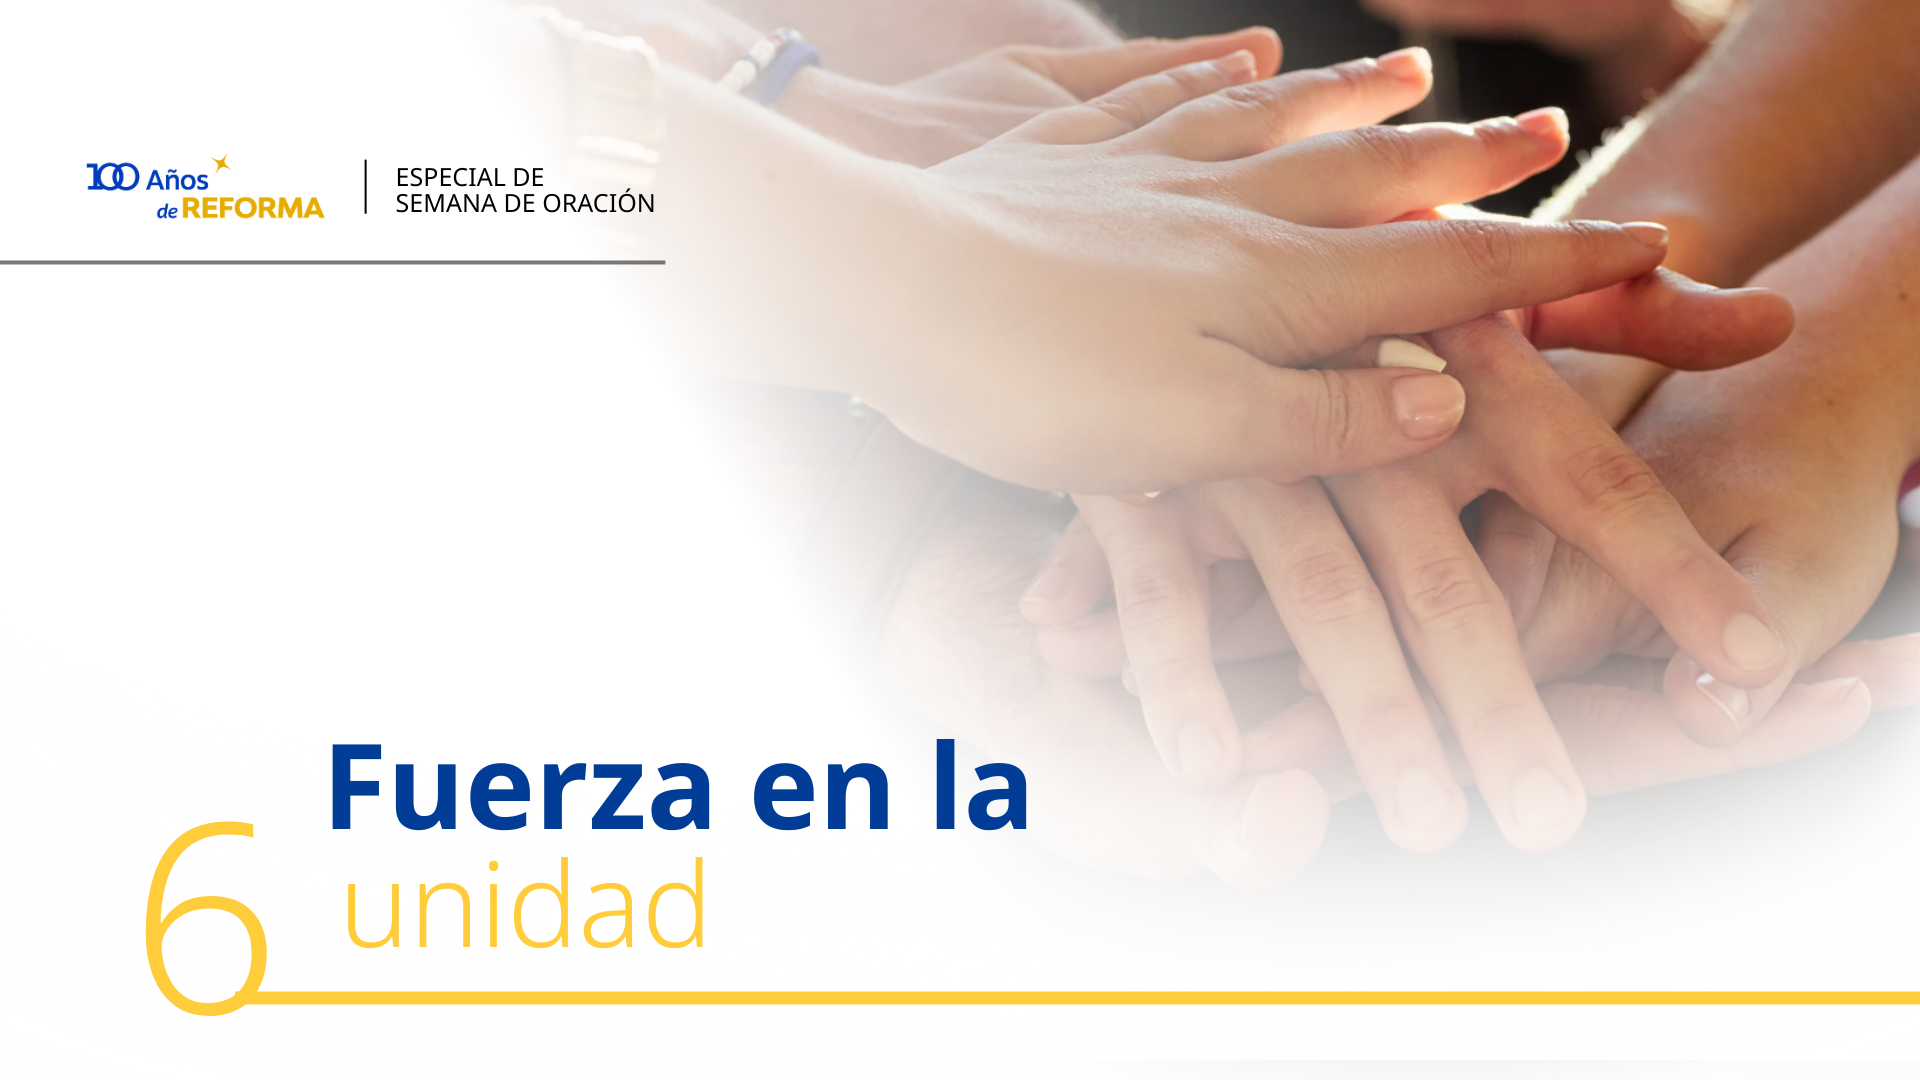 100 Años
de REFORMA
ESPECIAL DE
SEMANA DE ORACIÓN
Fuerza en la
6
unidad